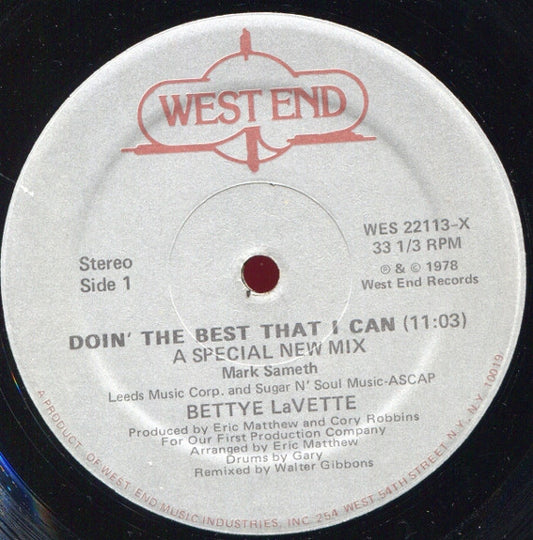 WEST END
WES 22113-X
33 1/3 RPM
Ⓟ & © 1978
West End Records
Stereo
Side 1
DOIN' THE BEST THAT I CAN (11:03)
A SPECIAL NEW MIX
Mark Sameth
Leeds Music Corp. and Sugar N' Soul Music-ASCAP
BETTYE LaVETTE
Produced by Eric Matthew and Cory Robbins
For Our First Production Company
Arranged by Eric Matthew
Drums by Gary
Remixed by Walter Gibbons
A PRODUCT OF WEST END MUSIC INDUSTRIES, INC. 254 WEST 54TH STREET N.Y. N.Y. 10019